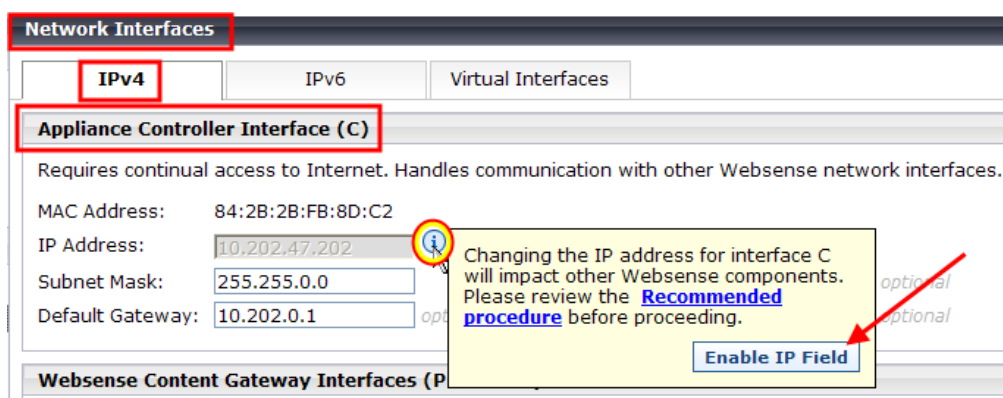 Network Interfaces
IPv4 IPv6 Virtual Interfaces
Appliance Controller Interface (C)
Requires continual access to Internet. Handles communication with other Websense network interfaces.
MAC Address: 84:2B:2B:FB:8D:C2
IP Address: 10.202.47.202
Changing the IP address for interface C
will impact other Websense components.
Please review the Recommended
procedure before proceeding.
Enable IP Field
Subnet Mask: 255.255.0.0 optional
Default Gateway: 10.202.0.1 opt optional
Websense Content Gateway Interfaces (P